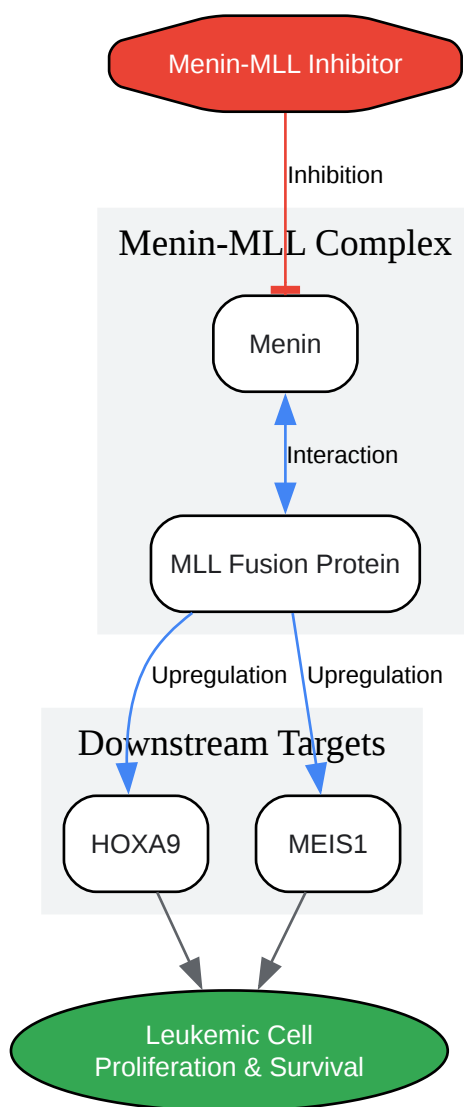 Menin-MLL Inhibitor
Inhibition
Menin-MLL Complex
Menin
Interaction
MLL Fusion Protein
Upregulation
Upregulation
Downstream Targets
HOXA9
MEIS1
Leukemic Cell
Proliferation & Survival